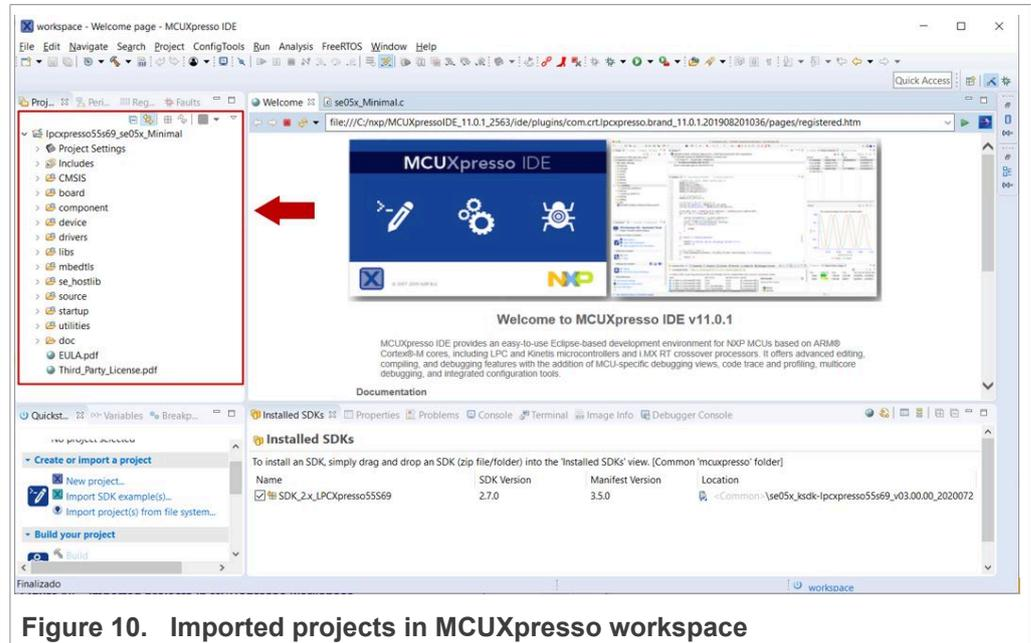 workspace - Welcome page - MCUXpresso IDE
File Edit Navigate Search Project ConfigTools Run Analysis FreeRTOS Window Help
Quick Access
Proj... Peri... Reg... Faults
Welcome se05x_Minimal.c
file:///C:/nxp/MCUXpressoIDE_11.0.1_2563/ide/plugins/com.crt.lpcxpresso.brand_11.0.1.201908201036/pages/registered.htm
lpcxpresso55s69_se05x_Minimal
Project Settings
Includes
CMSIS
board
component
device
drivers
libs
mbedtls
se_hostlib
source
startup
utilities
doc
EULA.pdf
Third_Party_License.pdf
MCUXpresso IDE
NXP
Welcome to MCUXpresso IDE v11.0.1
MCUXpresso IDE provides an easy-to-use Eclipse-based development environment for NXP MCUs based on ARM®
Cortex®-M cores, including LPC and Kinetis microcontrollers and i.MX RT crossover processors. It offers advanced editing,
compiling, and debugging features with the addition of MCU-specific debugging views, code trace and profiling, multicore
debugging, and integrated configuration tools.
Documentation
Quickst... Variables Breakp...
No project selected
Create or import a project
New project...
Import SDK example(s)...
Import project(s) from file system...
Build your project
Build
Installed SDKs Properties Problems Console Terminal Image Info Debugger Console
Installed SDKs
To install an SDK, simply drag and drop an SDK (zip file/folder) into the 'Installed SDKs' view. [Common 'mcuxpresso' folder]
Name SDK Version Manifest Version Location
SDK_2.x_LPCXpresso55S69 2.7.0 3.5.0 <Common>\se05x_ksdk-lpcxpresso55s69_v03.00.00_2020072
Finalizado
workspace
Figure 10. Imported projects in MCUXpresso workspace